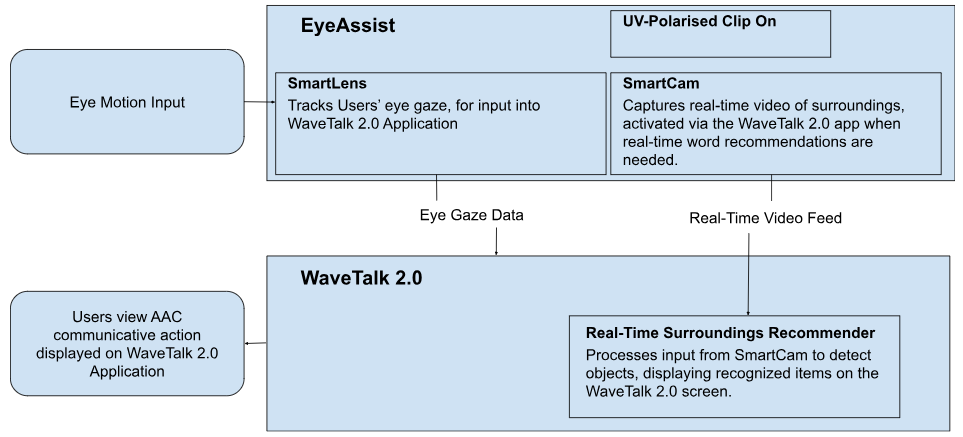 EyeAssist
UV-Polarised Clip On
Eye Motion Input
SmartLens
Tracks Users’ eye gaze, for input into
WaveTalk 2.0 Application
SmartCam
Captures real-time video of surroundings,
activated via the WaveTalk 2.0 app when
real-time word recommendations are
needed.
Eye Gaze Data
Real-Time Video Feed
WaveTalk 2.0
Users view AAC
communicative action
displayed on WaveTalk 2.0
Application
Real-Time Surroundings Recommender
Processes input from SmartCam to detect
objects, displaying recognized items on the
WaveTalk 2.0 screen.